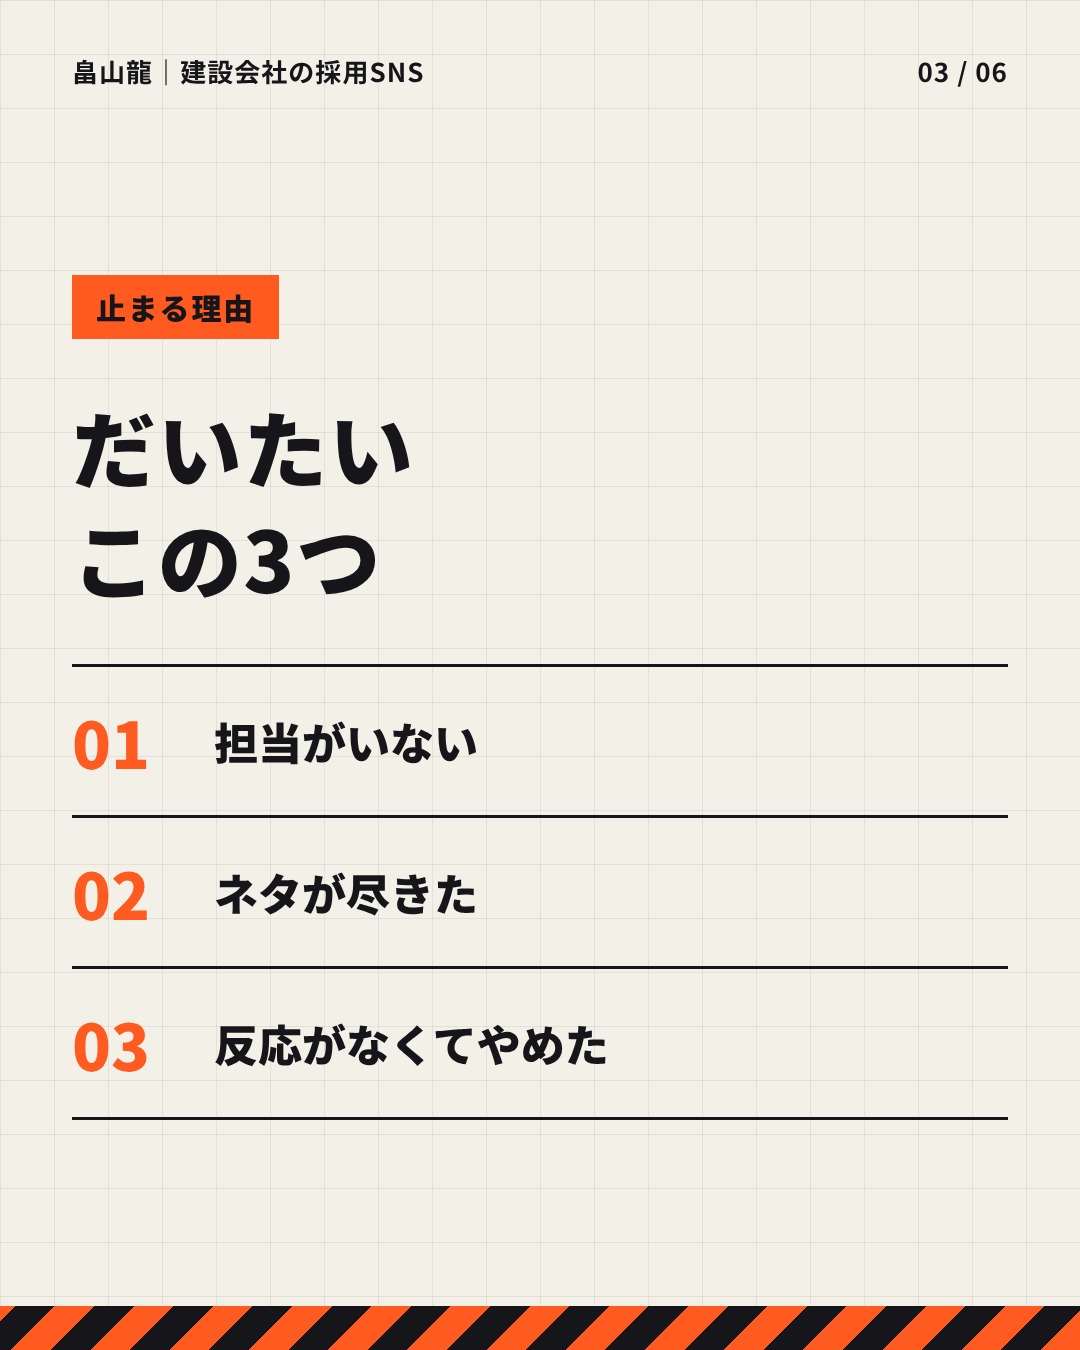 畠山龍｜建設会社の採用SNS
03 / 06
止まる理由
だいたい
この3つ
01 担当がいない
02 ネタが尽きた
03 反応がなくてやめた